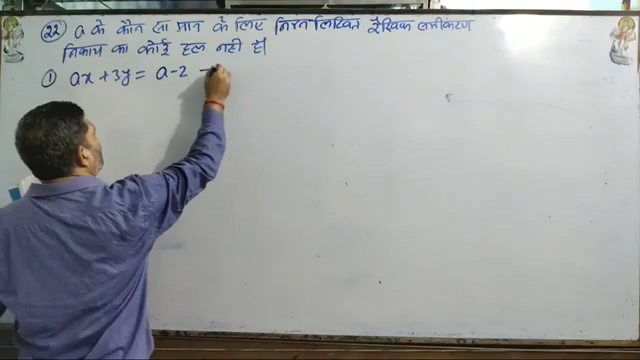 (22) a के कौन सा मान के लिए निम्नलिखित रैखिक समीकरण
निकाय का कोई हल नही है।
① ax + 3y = a - 2 -